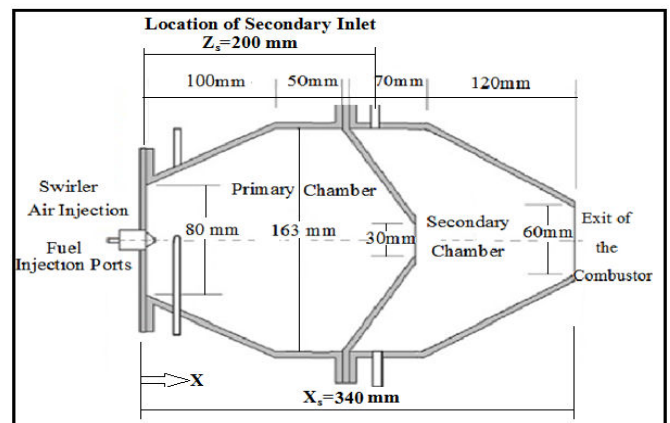 Location of Secondary Inlet
Zs=200 mm
100mm 50mm 70mm 120mm
Swirler
Air Injection
Fuel
Injection Ports
Primary Chamber
80 mm 163 mm 30mm
Secondary
Chamber
60mm
Exit of
the
Combustor
X
Xs=340 mm